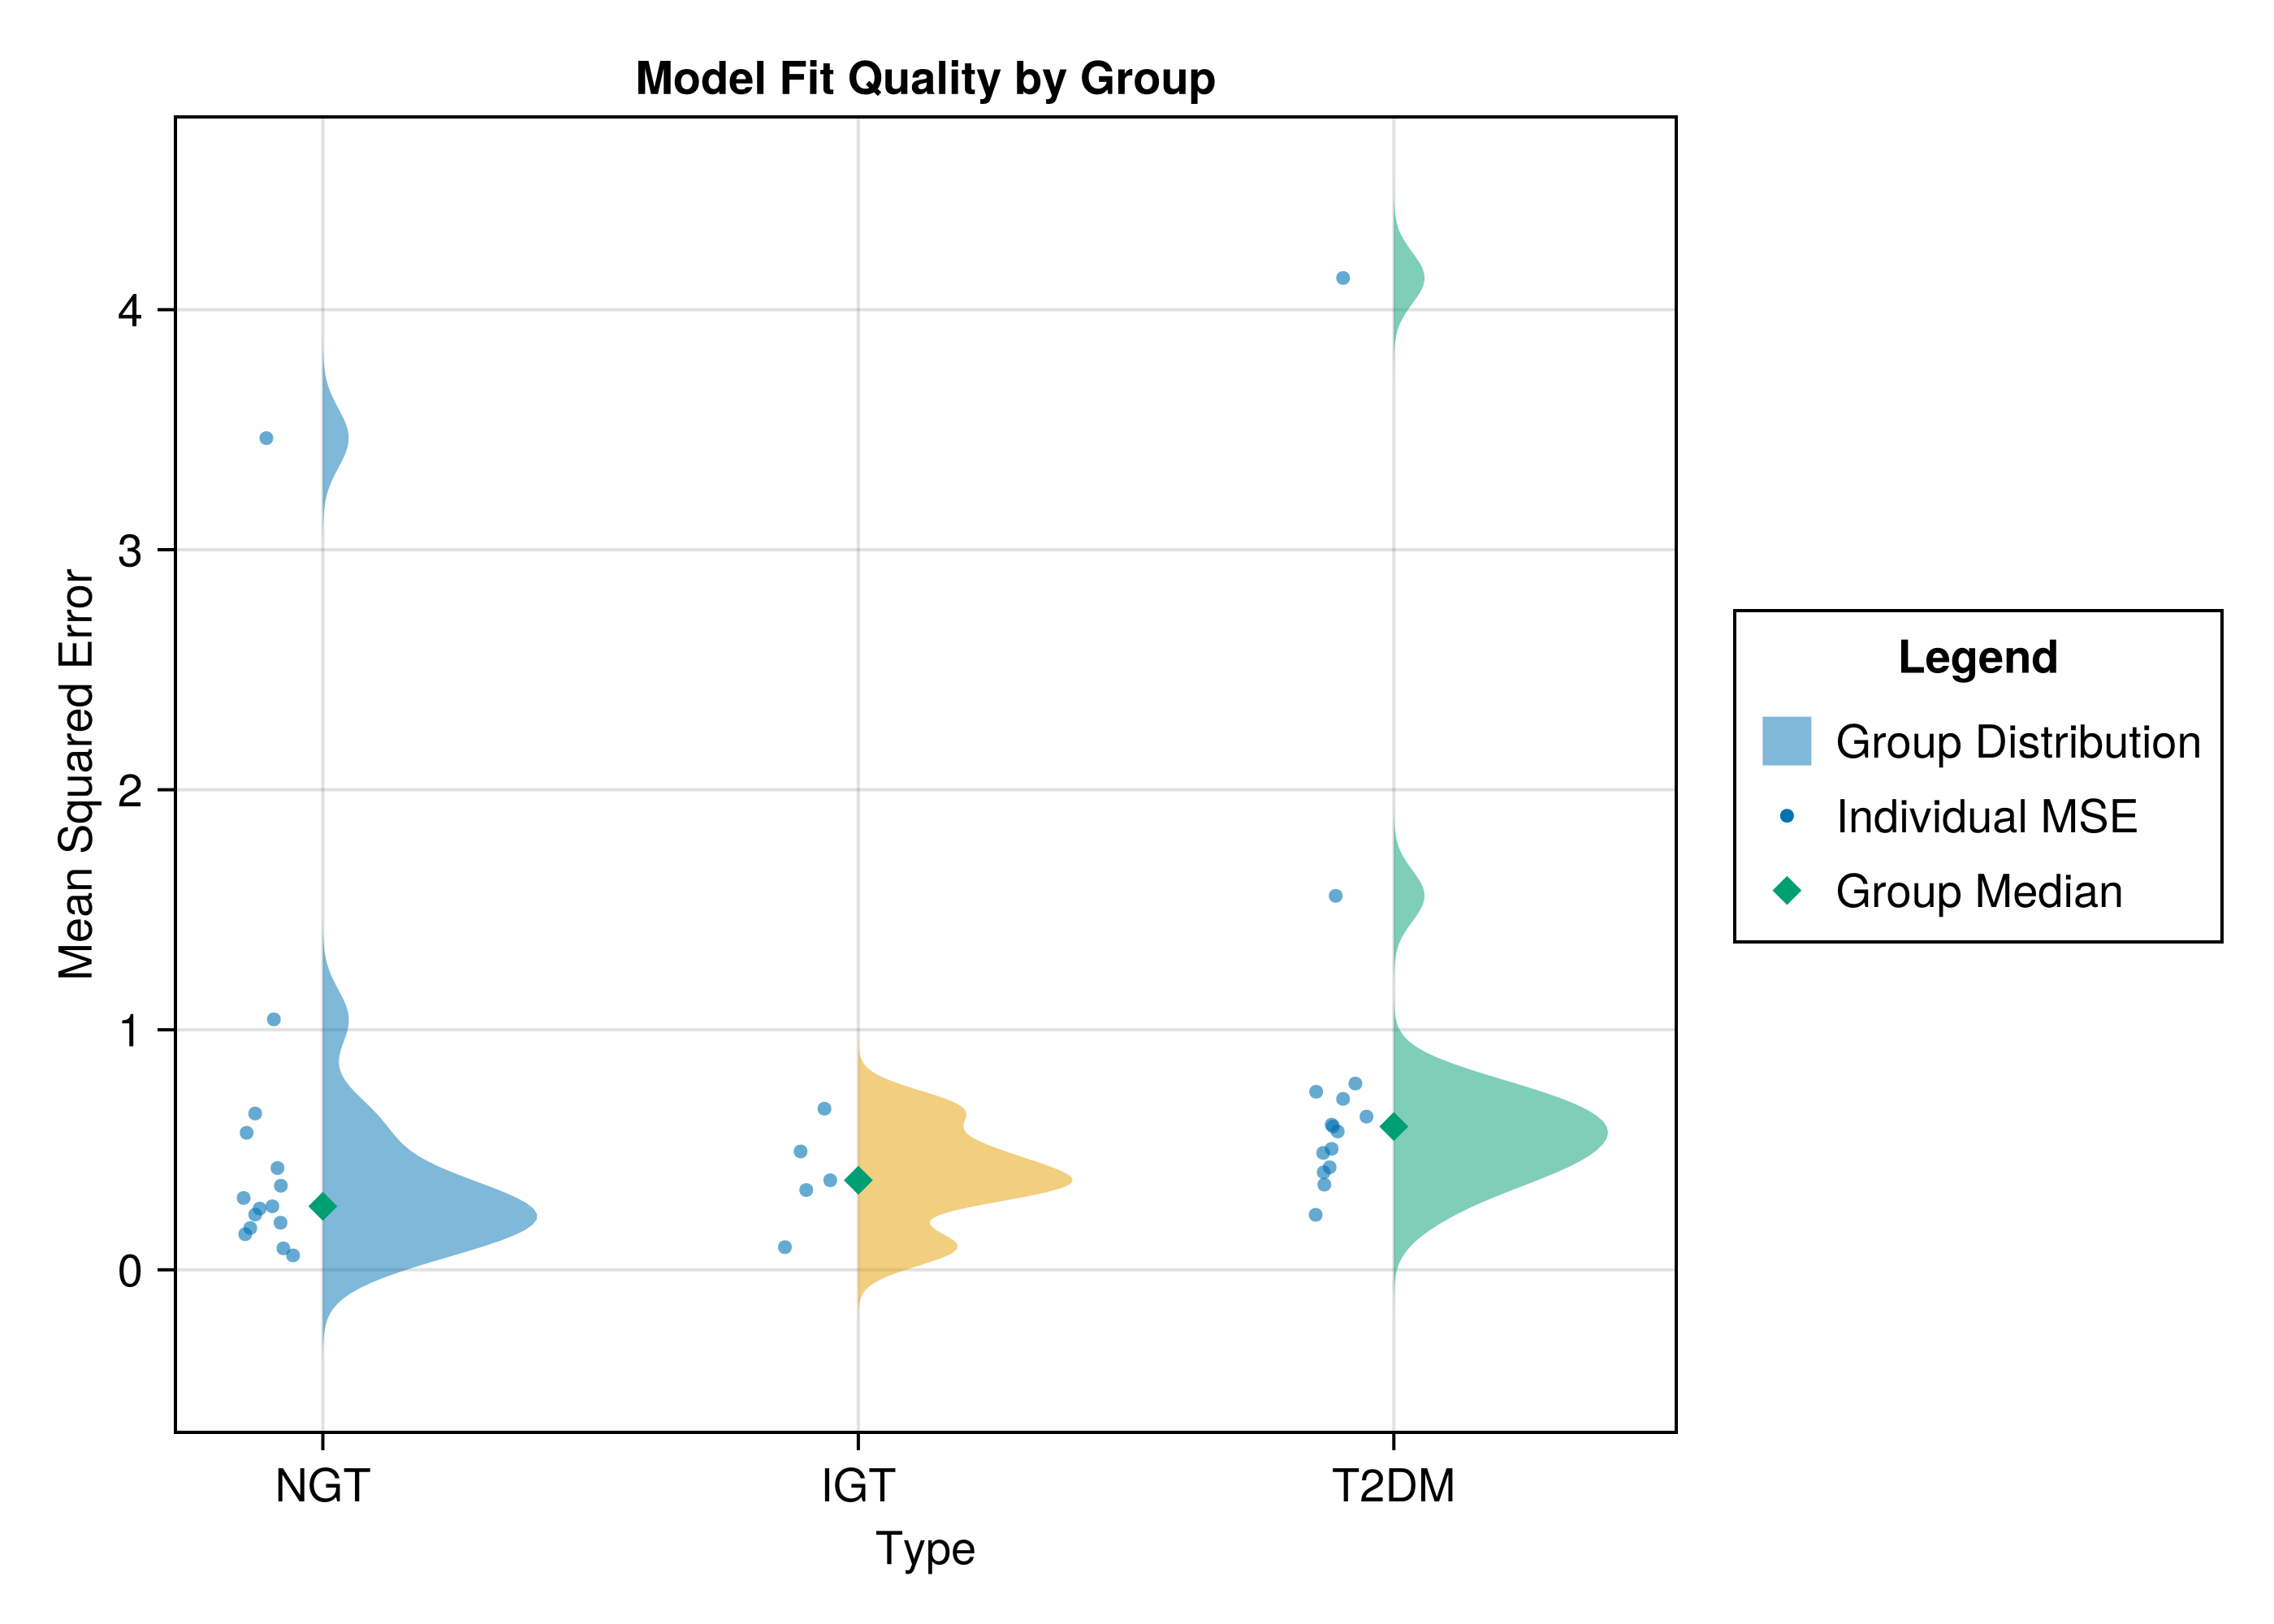 Model Fit Quality by Group
Mean Squared Error
4
3
2
1
0
NGT
IGT
T2DM
Type
Legend
Group Distribution
Individual MSE
Group Median